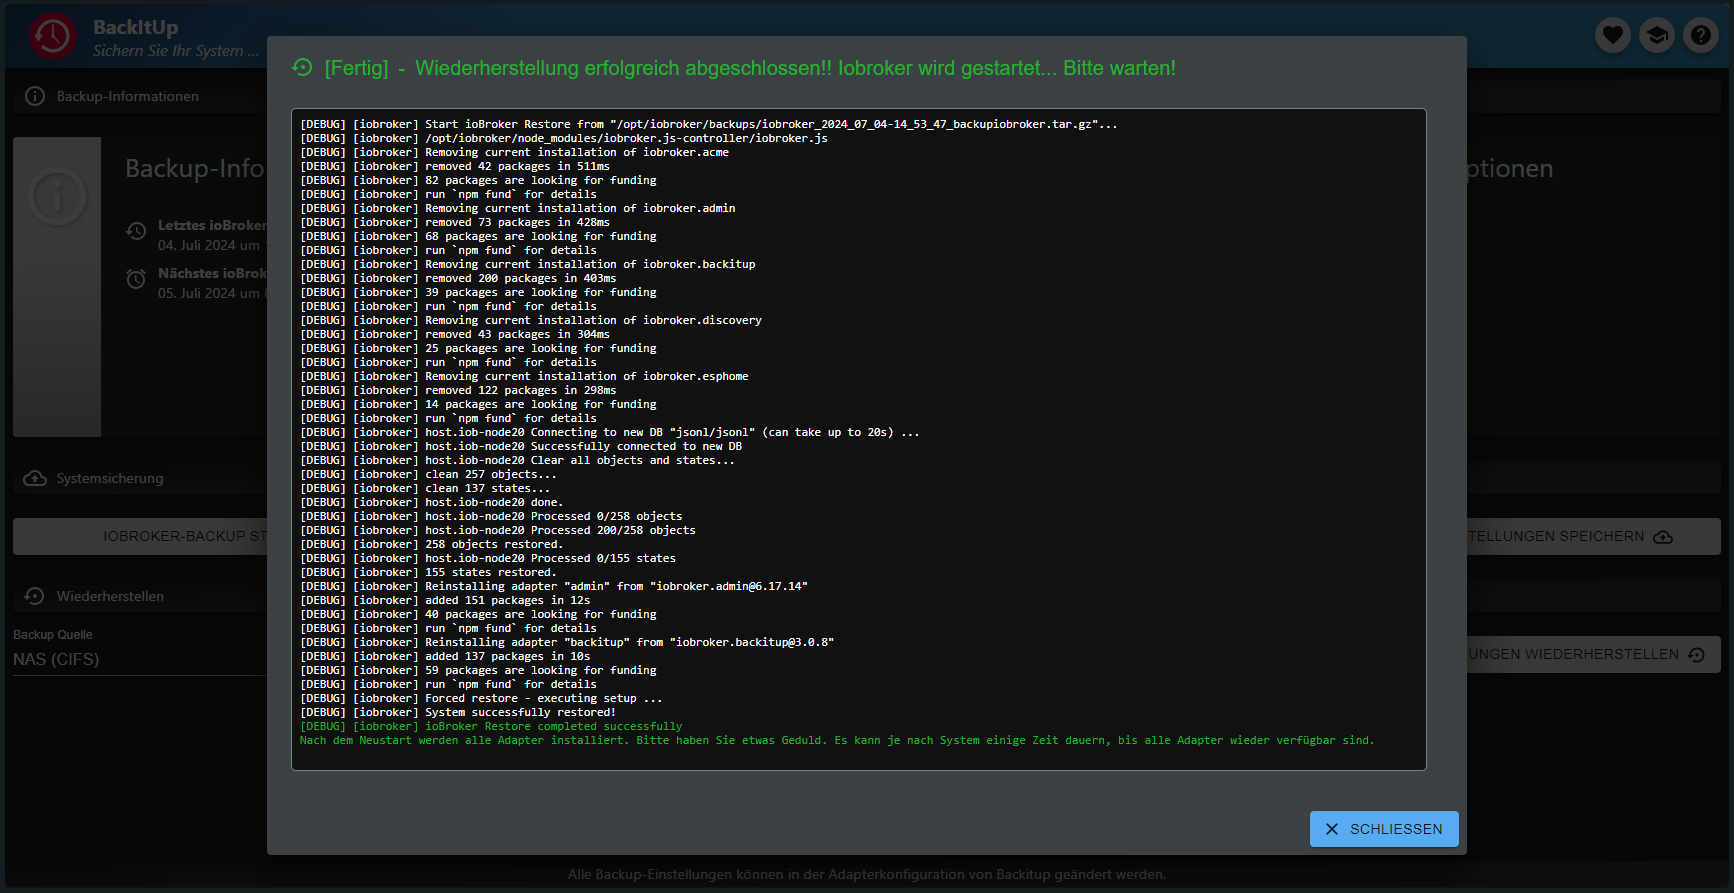 BackItUp
Sichern Sie Ihr System ...
[Fertig] - Wiederherstellung erfolgreich abgeschlossen!! Iobroker wird gestartet... Bitte warten!
Backup-Informationen
Backup-Info
ptionen
Letztes ioBroker
04. Juli 2024 um
Nächstes ioBrok
05. Juli 2024 um
Systemsicherung
IOBROKER-BACKUP ST
TELLUNGEN SPEICHERN
Wiederherstellen
Backup Quelle
NAS (CIFS)
UNGEN WIEDERHERSTELLEN
[DEBUG] [iobroker] Start ioBroker Restore from "/opt/iobroker/backups/iobroker_2024_07_04-14_53_47_backupiobroker.tar.gz"...
[DEBUG] [iobroker] /opt/iobroker/node_modules/iobroker.js-controller/iobroker.js
[DEBUG] [iobroker] Removing current installation of iobroker.acme
[DEBUG] [iobroker] removed 42 packages in 511ms
[DEBUG] [iobroker] 82 packages are looking for funding
[DEBUG] [iobroker] run `npm fund` for details
[DEBUG] [iobroker] Removing current installation of iobroker.admin
[DEBUG] [iobroker] removed 73 packages in 428ms
[DEBUG] [iobroker] 68 packages are looking for funding
[DEBUG] [iobroker] run `npm fund` for details
[DEBUG] [iobroker] Removing current installation of iobroker.backitup
[DEBUG] [iobroker] removed 200 packages in 403ms
[DEBUG] [iobroker] 39 packages are looking for funding
[DEBUG] [iobroker] run `npm fund` for details
[DEBUG] [iobroker] Removing current installation of iobroker.discovery
[DEBUG] [iobroker] removed 43 packages in 304ms
[DEBUG] [iobroker] 25 packages are looking for funding
[DEBUG] [iobroker] run `npm fund` for details
[DEBUG] [iobroker] Removing current installation of iobroker.esphome
[DEBUG] [iobroker] removed 122 packages in 298ms
[DEBUG] [iobroker] 14 packages are looking for funding
[DEBUG] [iobroker] run `npm fund` for details
[DEBUG] [iobroker] host.iob-node20 Connecting to new DB "jsonl/jsonl" (can take up to 20s) ...
[DEBUG] [iobroker] host.iob-node20 Successfully connected to new DB
[DEBUG] [iobroker] host.iob-node20 Clear all objects and states...
[DEBUG] [iobroker] clean 257 objects...
[DEBUG] [iobroker] clean 137 states...
[DEBUG] [iobroker] host.iob-node20 done.
[DEBUG] [iobroker] host.iob-node20 Processed 0/258 objects
[DEBUG] [iobroker] host.iob-node20 Processed 200/258 objects
[DEBUG] [iobroker] 258 objects restored.
[DEBUG] [iobroker] host.iob-node20 Processed 0/155 states
[DEBUG] [iobroker] 155 states restored.
[DEBUG] [iobroker] Reinstalling adapter "admin" from "iobroker.admin@6.17.14"
[DEBUG] [iobroker] added 151 packages in 12s
[DEBUG] [iobroker] 40 packages are looking for funding
[DEBUG] [iobroker] run `npm fund` for details
[DEBUG] [iobroker] Reinstalling adapter "backitup" from "iobroker.backitup@3.0.8"
[DEBUG] [iobroker] added 137 packages in 10s
[DEBUG] [iobroker] 59 packages are looking for funding
[DEBUG] [iobroker] run `npm fund` for details
[DEBUG] [iobroker] Forced restore - executing setup ...
[DEBUG] [iobroker] System successfully restored!
[DEBUG] [iobroker] ioBroker Restore completed successfully
Nach dem Neustart werden alle Adapter installiert. Bitte haben Sie etwas Geduld. Es kann je nach System einige Zeit dauern, bis alle Adapter wieder verfügbar sind.
SCHLIESSEN
Alle Backup-Einstellungen können in der Adapterkonfiguration von Backitup geändert werden.